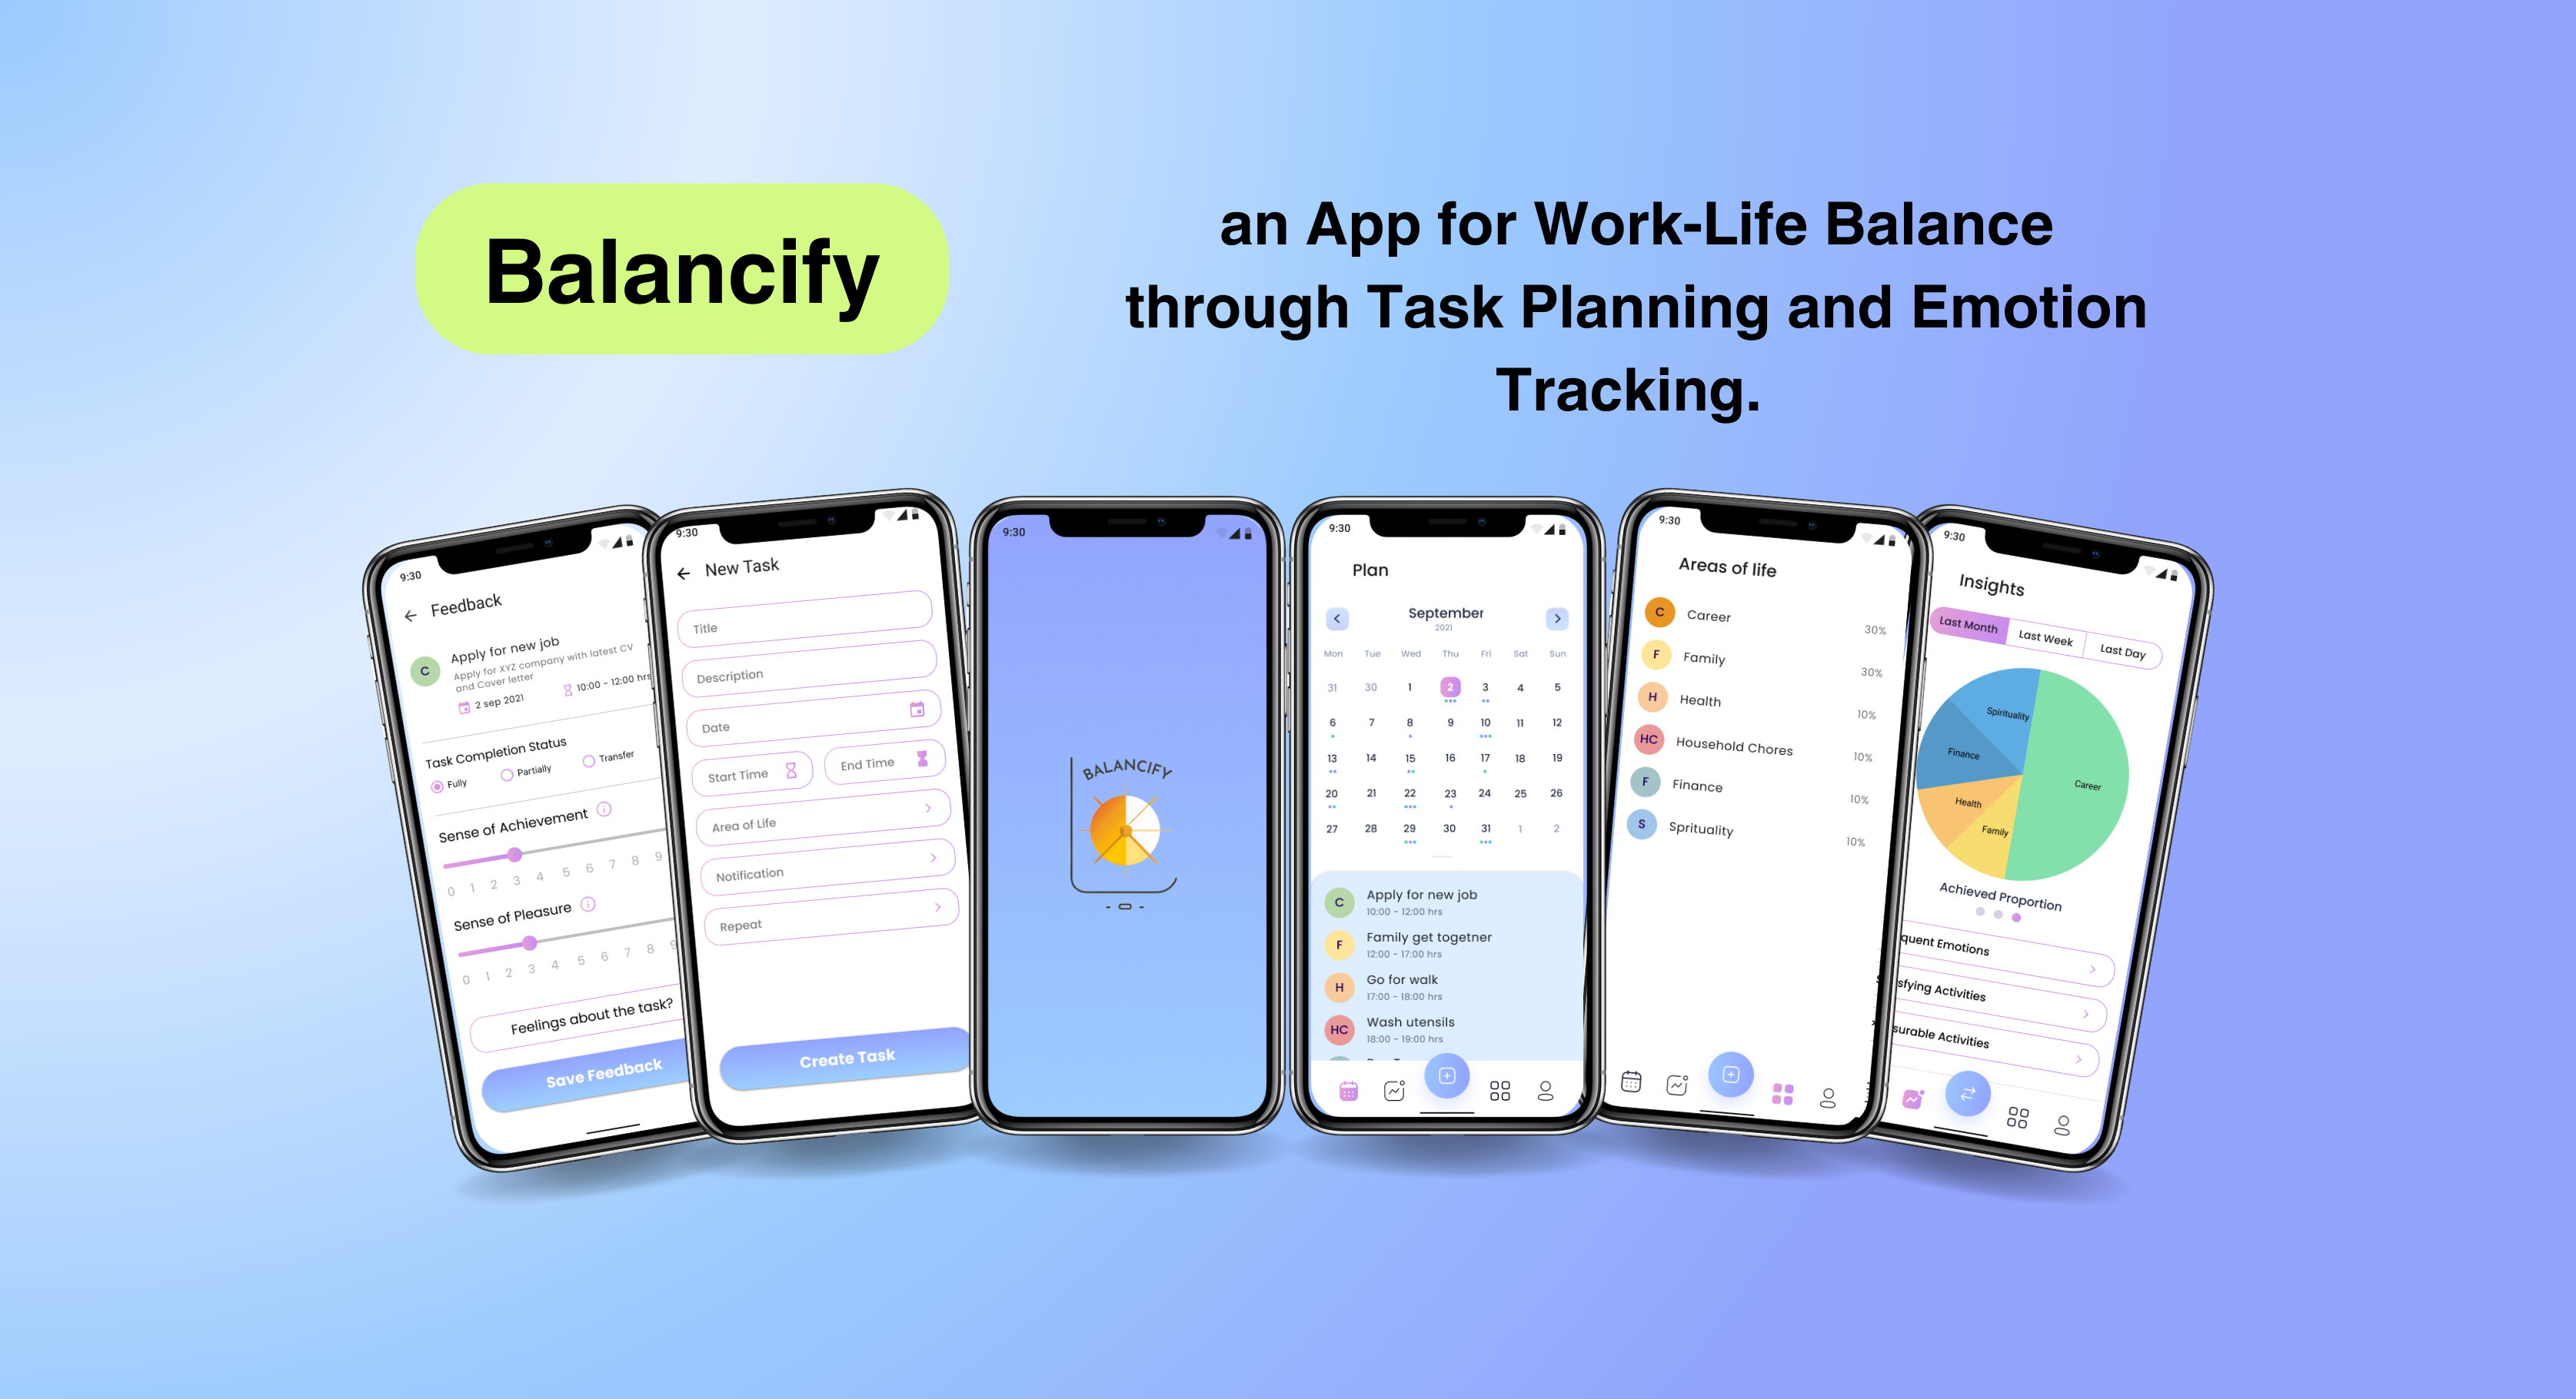 Balancify
an App for Work-Life Balance
through Task Planning and Emotion
Tracking.
9:30
Feedback
C
Apply for new job
Apply for XYZ company with latest CV
and Cover letter
2 sep 2021
10:00 - 12:00 hrs
Task Completion Status
Fully
Partially
Transfer
Sense of Achievement
0 1 2 3 4 5 6 7 8 9
Sense of Pleasure
0 1 2 3 4 5 6 7 8 9
Feelings about the task?
Save Feedback
9:30
New Task
Title
Description
Date
Start Time
End Time
Area of Life
Notification
Repeat
Create Task
9:30
BALANCIFY
9:30
Plan
September
2021
Mon Tue Wed Thu Fri Sat Sun
31 30 1 2 3 4 5
6 7 8 9 10 11 12
13 14 15 16 17 18 19
20 21 22 23 24 25 26
27 28 29 30 31 1 2
C Apply for new job
10:00 - 12:00 hrs
F Family get togetner
12:00 - 17:00 hrs
H Go for walk
17:00 - 18:00 hrs
HC Wash utensils
18:00 - 19:00 hrs
9:30
Areas of life
C Career 30%
F Family 30%
H Health 10%
HC Household Chores 10%
F Finance 10%
S Sprituality 10%
9:30
Insights
Last Month
Last Week
Last Day
Spirituality
Finance
Health
Family
Career
Achieved Proportion
quent Emotions
sfying Activities
surable Activities